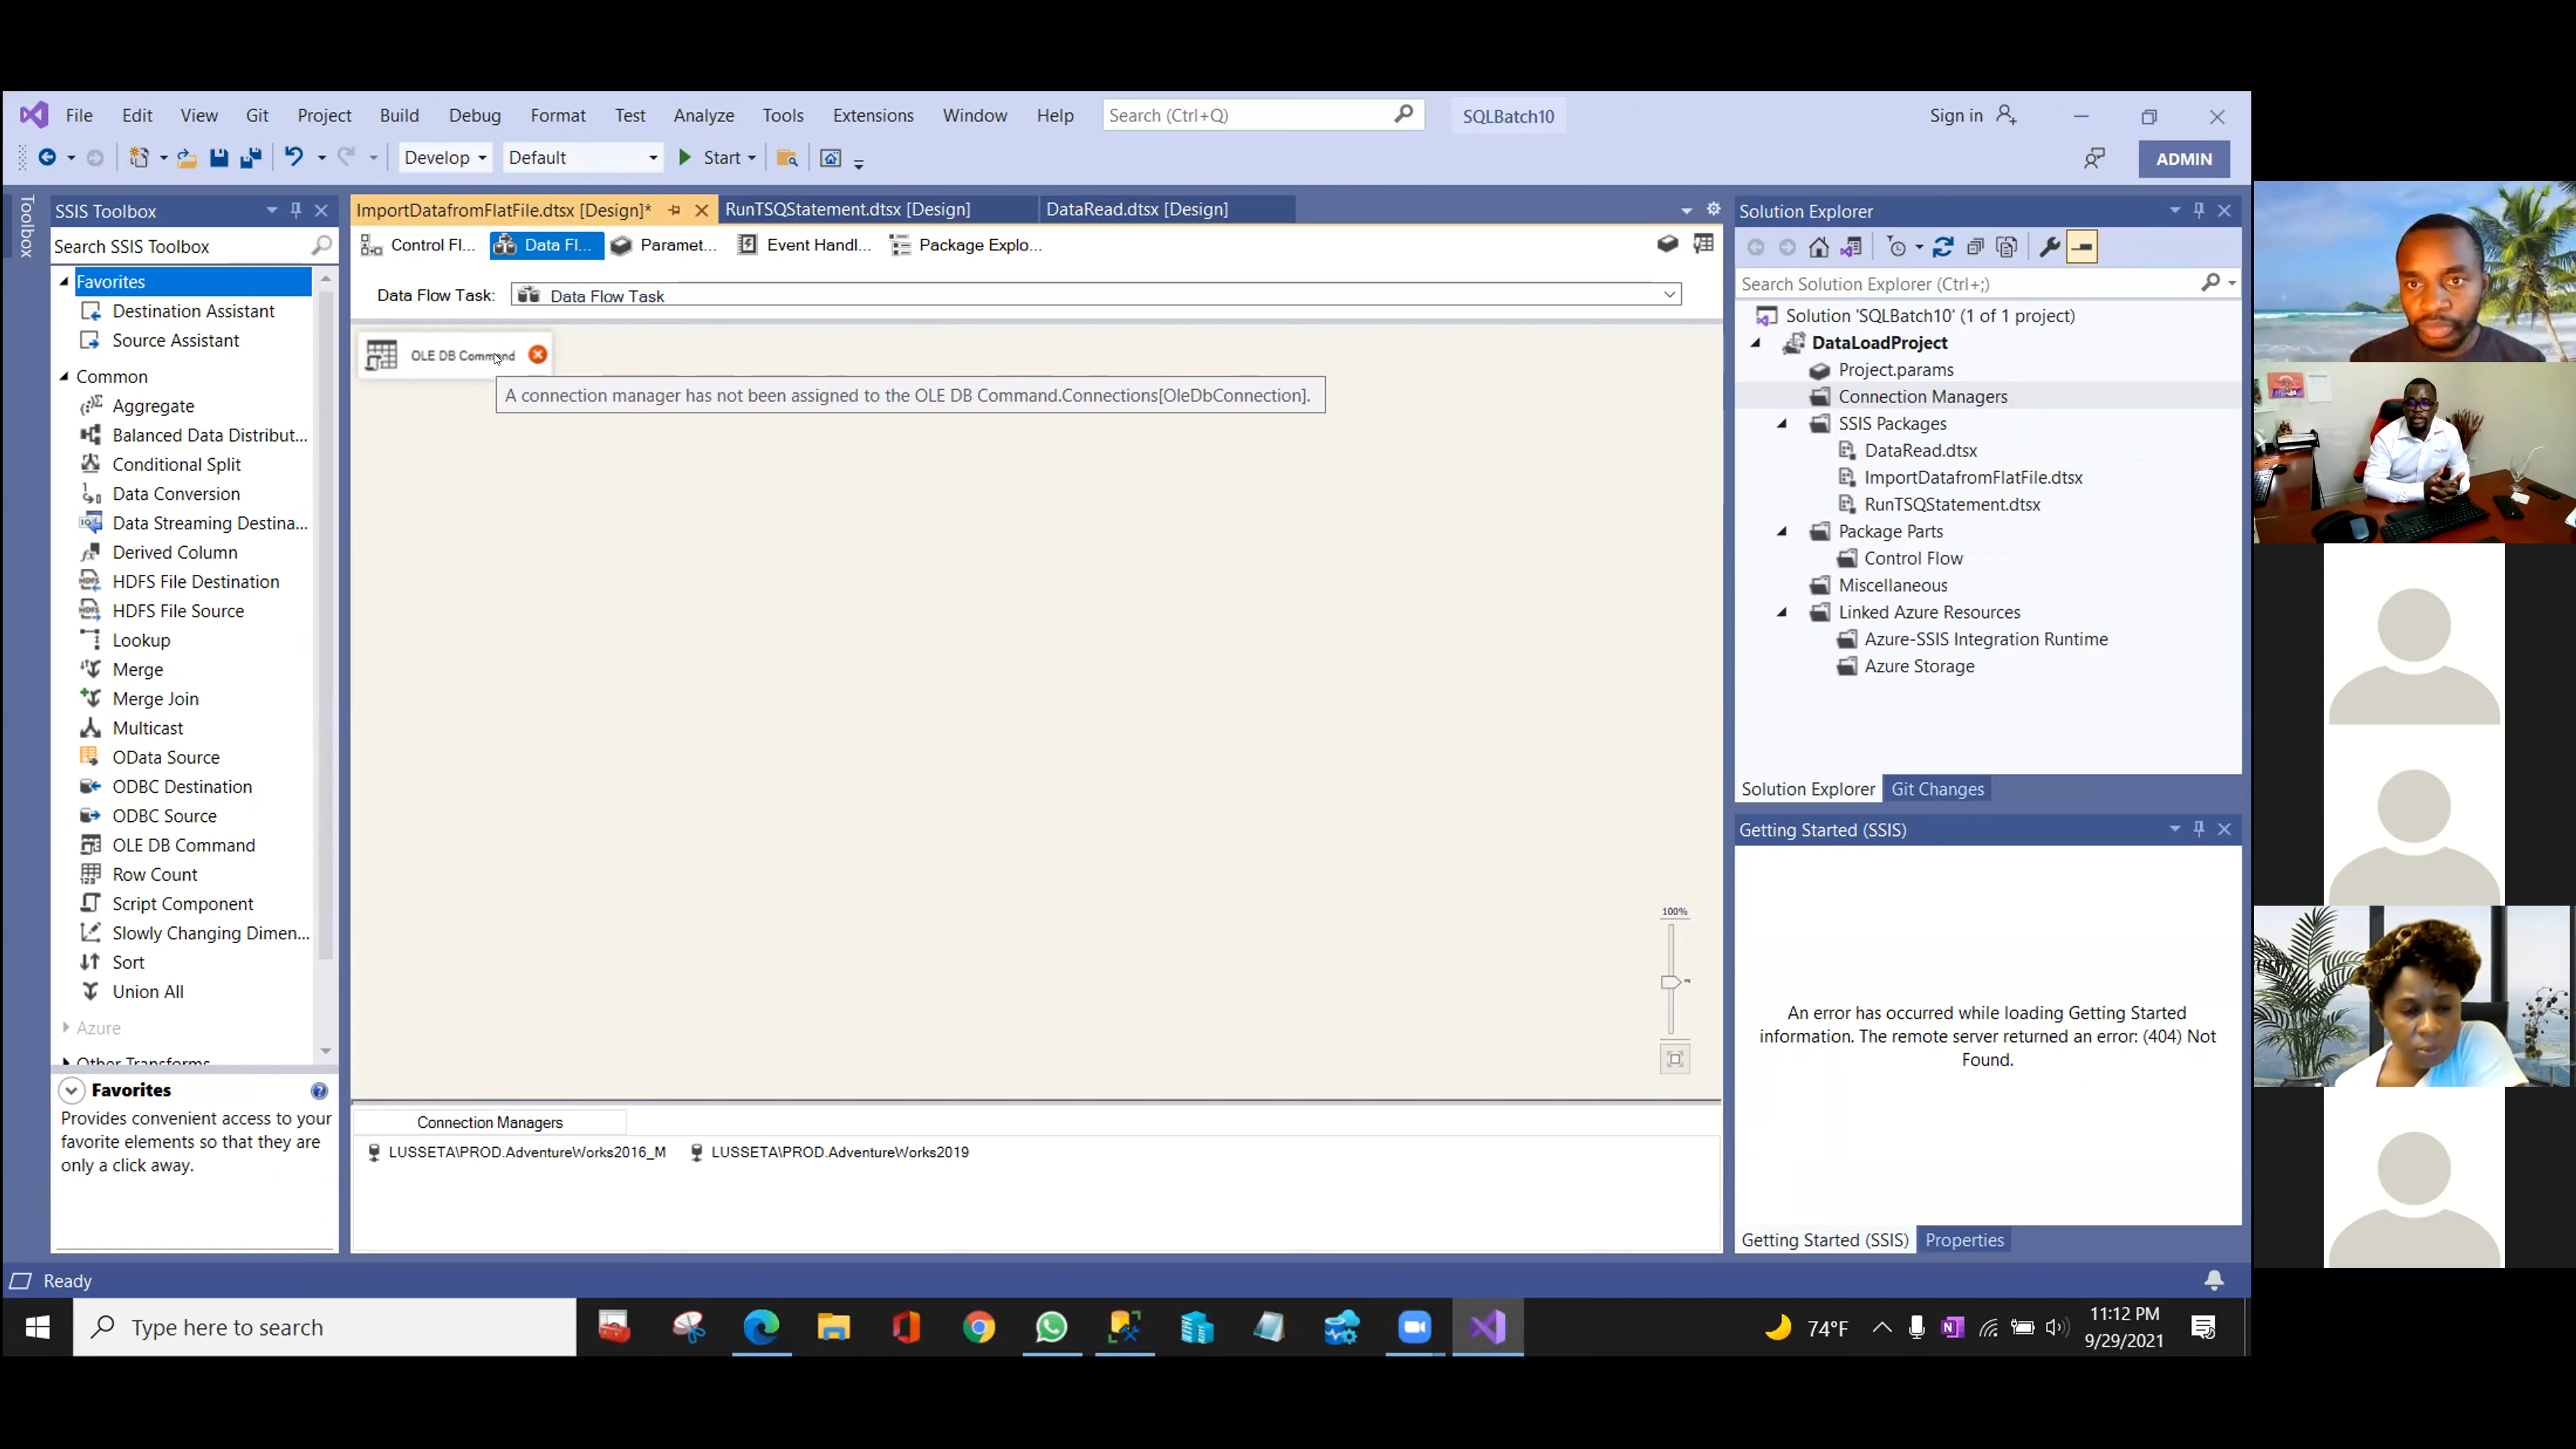 File Edit View Git Project Build Debug Format Test Analyze Tools Extensions Window Help Search (Ctrl+Q) SQLBatch10 Sign in
Develop Default Start ADMIN
Toolbox
SSIS Toolbox
Search SSIS Toolbox
Favorites
Destination Assistant
Source Assistant
Common
Aggregate
Balanced Data Distribut...
Conditional Split
Data Conversion
Data Streaming Destina...
Derived Column
HDFS File Destination
HDFS File Source
Lookup
Merge
Merge Join
Multicast
OData Source
ODBC Destination
ODBC Source
OLE DB Command
Row Count
Script Component
Slowly Changing Dimen...
Sort
Union All
Azure
Other Transforms
Favorites
Provides convenient access to your
favorite elements so that they are
only a click away.
ImportDatafromFlatFile.dtsx [Design]* RunTSQStatement.dtsx [Design] DataRead.dtsx [Design]
Control Fl... Data Fl... Paramet... Event Handl... Package Explo...
Data Flow Task: Data Flow Task
OLE DB Command
A connection manager has not been assigned to the OLE DB Command.Connections[OleDbConnection].
100%
Connection Managers
LUSSETA\PROD.AdventureWorks2016_M LUSSETA\PROD.AdventureWorks2019
Solution Explorer
Search Solution Explorer (Ctrl+;)
Solution 'SQLBatch10' (1 of 1 project)
DataLoadProject
Project.params
Connection Managers
SSIS Packages
DataRead.dtsx
ImportDatafromFlatFile.dtsx
RunTSQStatement.dtsx
Package Parts
Control Flow
Miscellaneous
Linked Azure Resources
Azure-SSIS Integration Runtime
Azure Storage
Solution Explorer Git Changes
Getting Started (SSIS)
An error has occurred while loading Getting Started
information. The remote server returned an error: (404) Not
Found.
Getting Started (SSIS) Properties
Ready
Type here to search
74°F
11:12 PM
9/29/2021